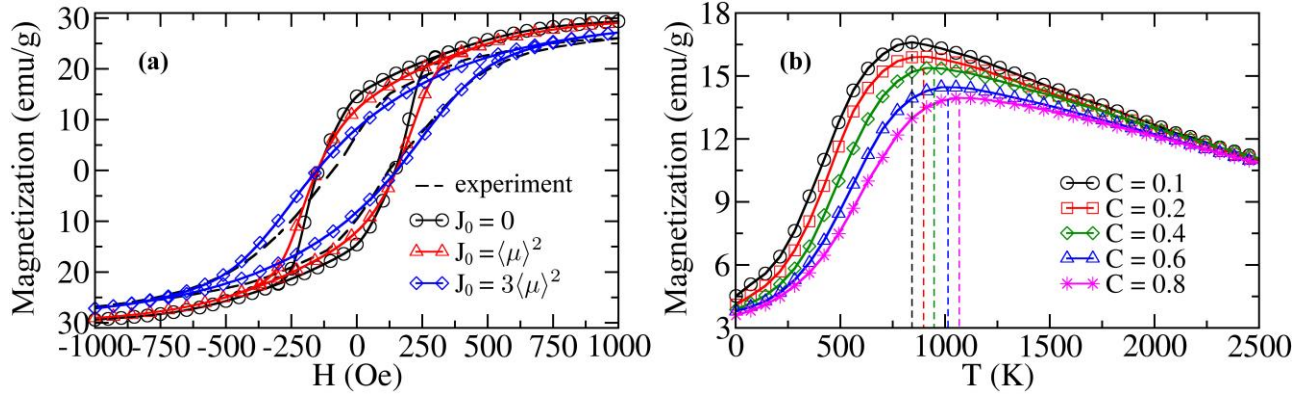 (a)
Magnetization (emu/g)
30
20
10
0
10
20
30
-1000 -750 -500 -250 0 250 500 750 1000
H (Oe)
experiment
J₀ = 0
J₀ = ⟨μ⟩²
J₀ = 3⟨μ⟩²
(b)
Magnetization (emu/g)
18
15
12
9
6
3
0 500 1000 1500 2000 2500
T (K)
C = 0.1
C = 0.2
C = 0.4
C = 0.6
C = 0.8